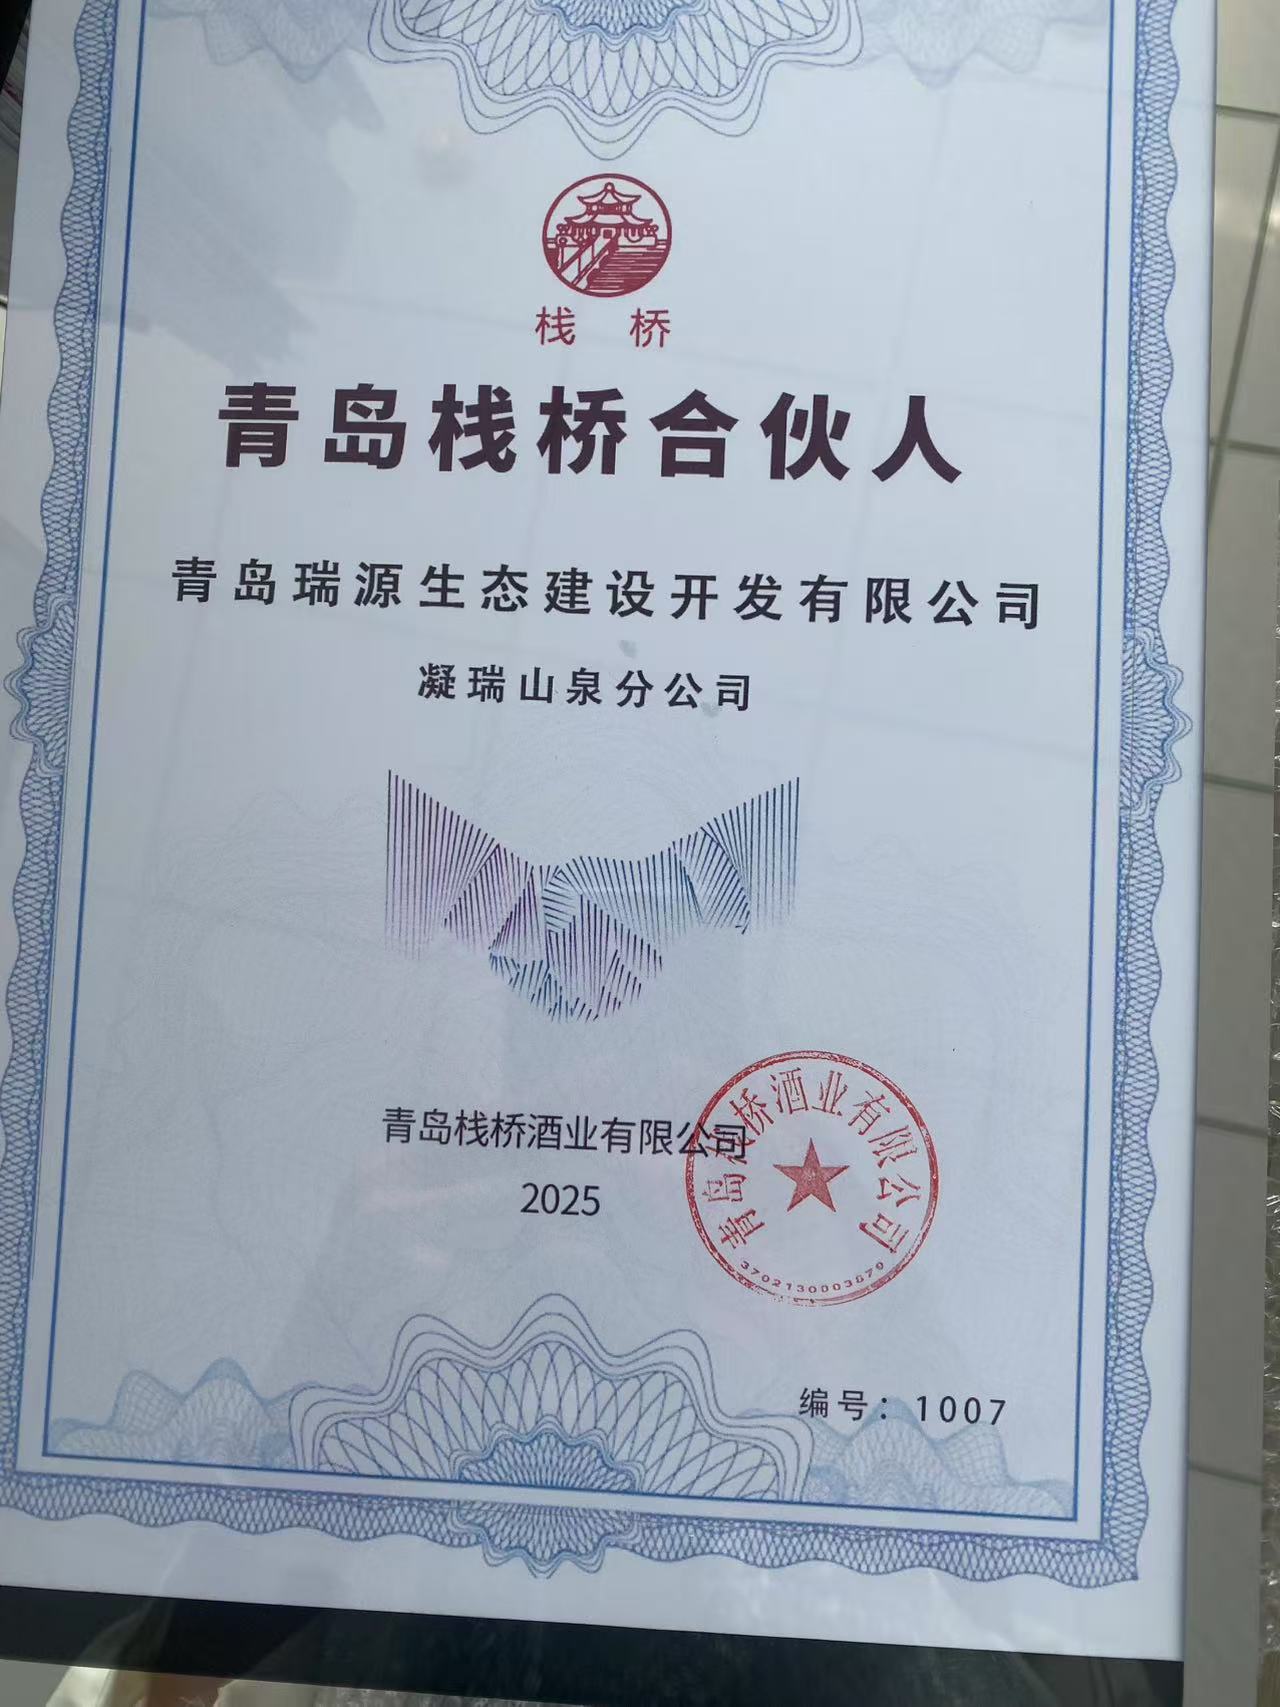 栈 桥
青岛栈桥合伙人
青岛瑞源生态建设开发有限公司
凝瑞山泉分公司
青岛栈桥酒业有限公司
2025
青岛栈桥酒业有限公司
3702130003879
编号：1007